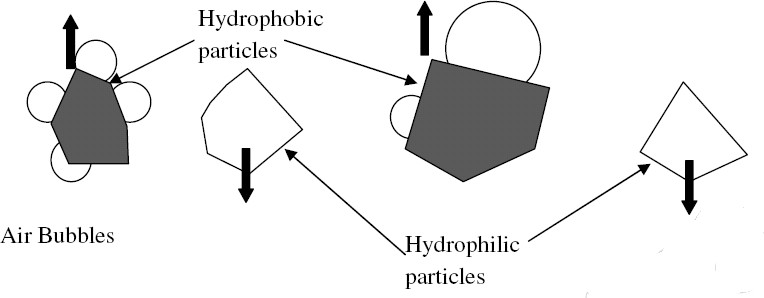 Hydrophobic
particles
Air Bubbles
Hydrophilic
particles